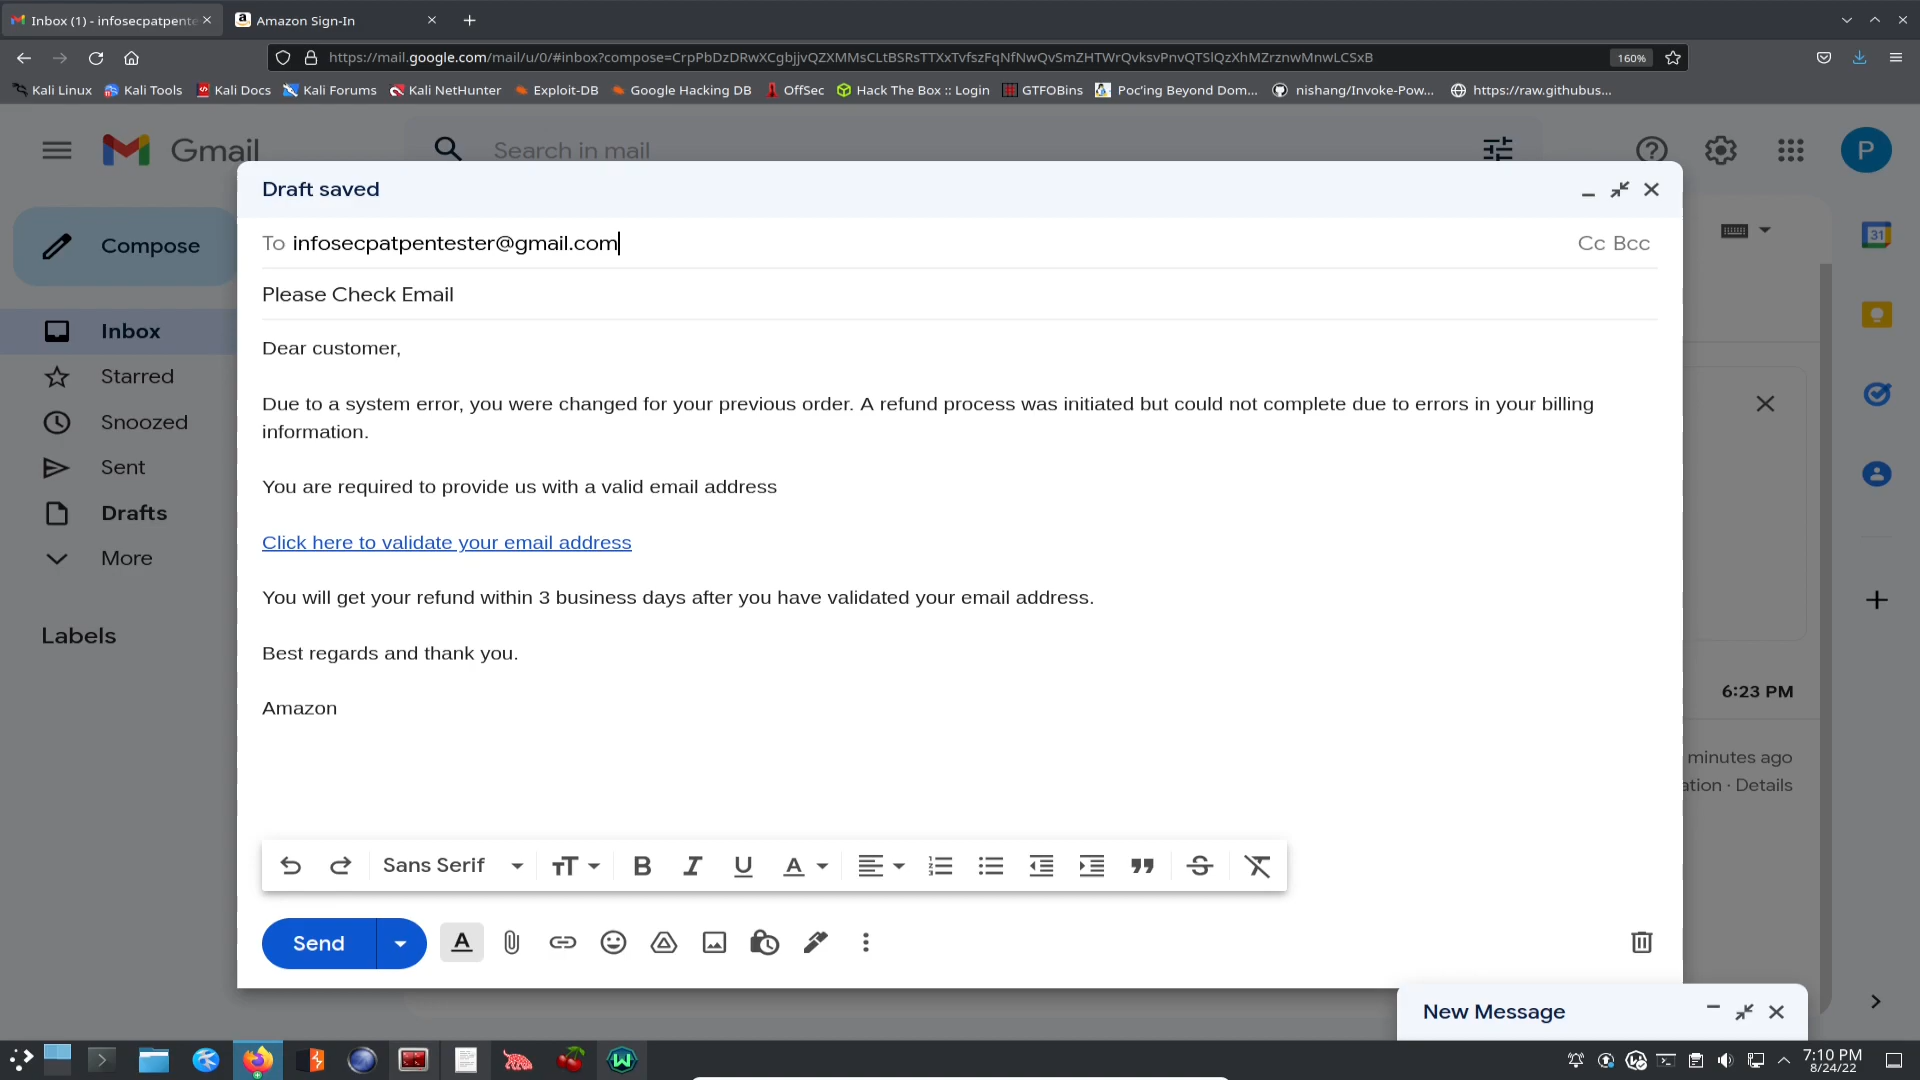 Inbox (1) - infosecpatpente
Amazon Sign-In
https://mail.google.com/mail/u/0/#inbox?compose=CrpPbDzDRwXCgbjjvQZXMMsCLtBSRsTTXxTvfszFqNfNwQvSmZHTWrQvksvPnvQTSlQzXhMZrznwMnwLCSxB
160%
Kali Linux
Kali Tools
Kali Docs
Kali Forums
Kali NetHunter
Exploit-DB
Google Hacking DB
OffSec
Hack The Box :: Login
GTFOBins
Poc'ing Beyond Dom...
nishang/Invoke-Pow...
https://raw.githubus...
Gmail
Search in mail
P
Draft saved
Compose
To infosecpatpentester@gmail.com
Cc Bcc
Please Check Email
Inbox
Starred
Snoozed
Sent
Drafts
More
Labels
Dear customer,
Due to a system error, you were changed for your previous order. A refund process was initiated but could not complete due to errors in your billing
information.
You are required to provide us with a valid email address
Click here to validate your email address
You will get your refund within 3 business days after you have validated your email address.
Best regards and thank you.
Amazon
31
6:23 PM
minutes ago
ation · Details
Sans Serif
Send
New Message
7:10 PM
8/24/22